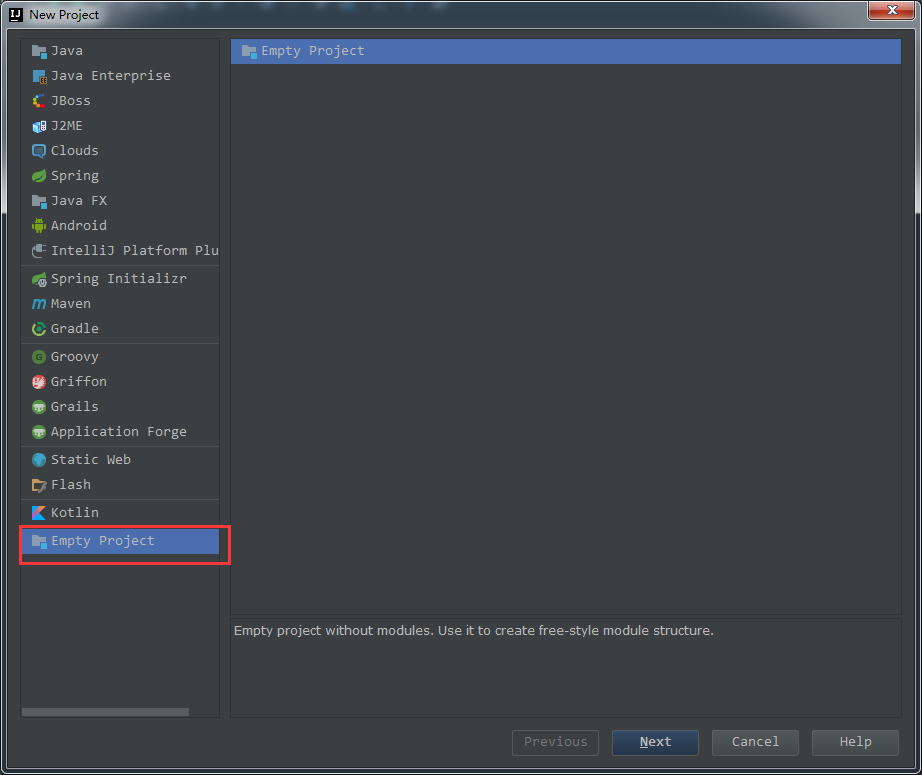 New Project
Java
Java Enterprise
JBoss
J2ME
Clouds
Spring
Java FX
Android
IntelliJ Platform Plu
Spring Initializr
Maven
Gradle
Groovy
Griffon
Grails
Application Forge
Static Web
Flash
Kotlin
Empty Project
Empty Project
Empty project without modules. Use it to create free-style module structure.
Previous
Next
Cancel
Help